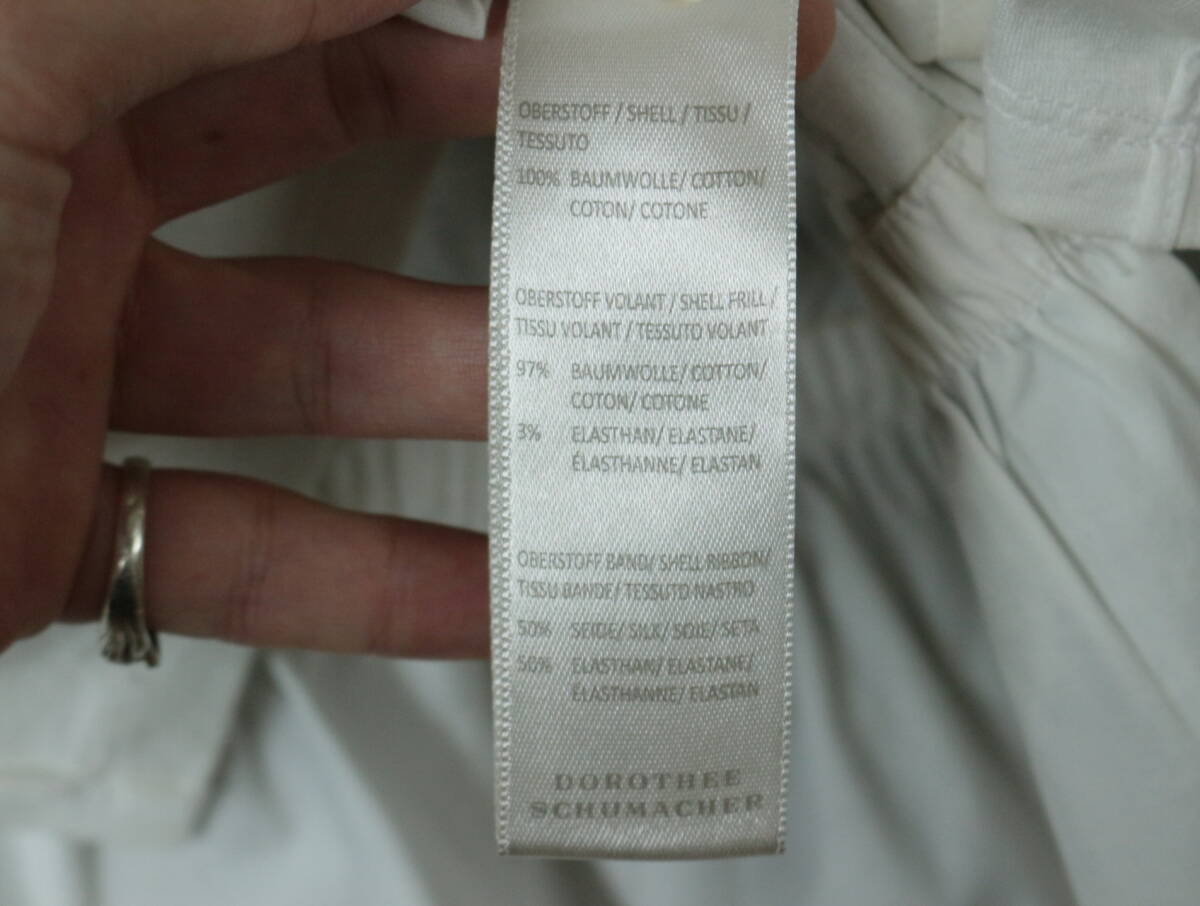 OBERSTOFF / SHELL / TISSU /
TESSUTO
100% BAUMWOLLE/ COTTON/
COTON/ COTONE
OBERSTOFF VOLANT / SHELL FRILL /
TISSU VOLANT / TESSUTO VOLANT
97% BAUMWOLLE/ COTTON/
COTON/ COTONE
3% ELASTHAN/ ELASTANE/
ÉLASTHANNE/ ELASTAN
OBERSTOFF BAND/ SHELL RIBBON/
TISSU BANDE/ TESSUTO NASTRO
50% SEIDE/ SILK/ SOIE/ SETA
50% ELASTHAN/ ELASTANE/
ÉLASTHANNE/ ELASTAN
DOROTHEE
SCHUMACHER